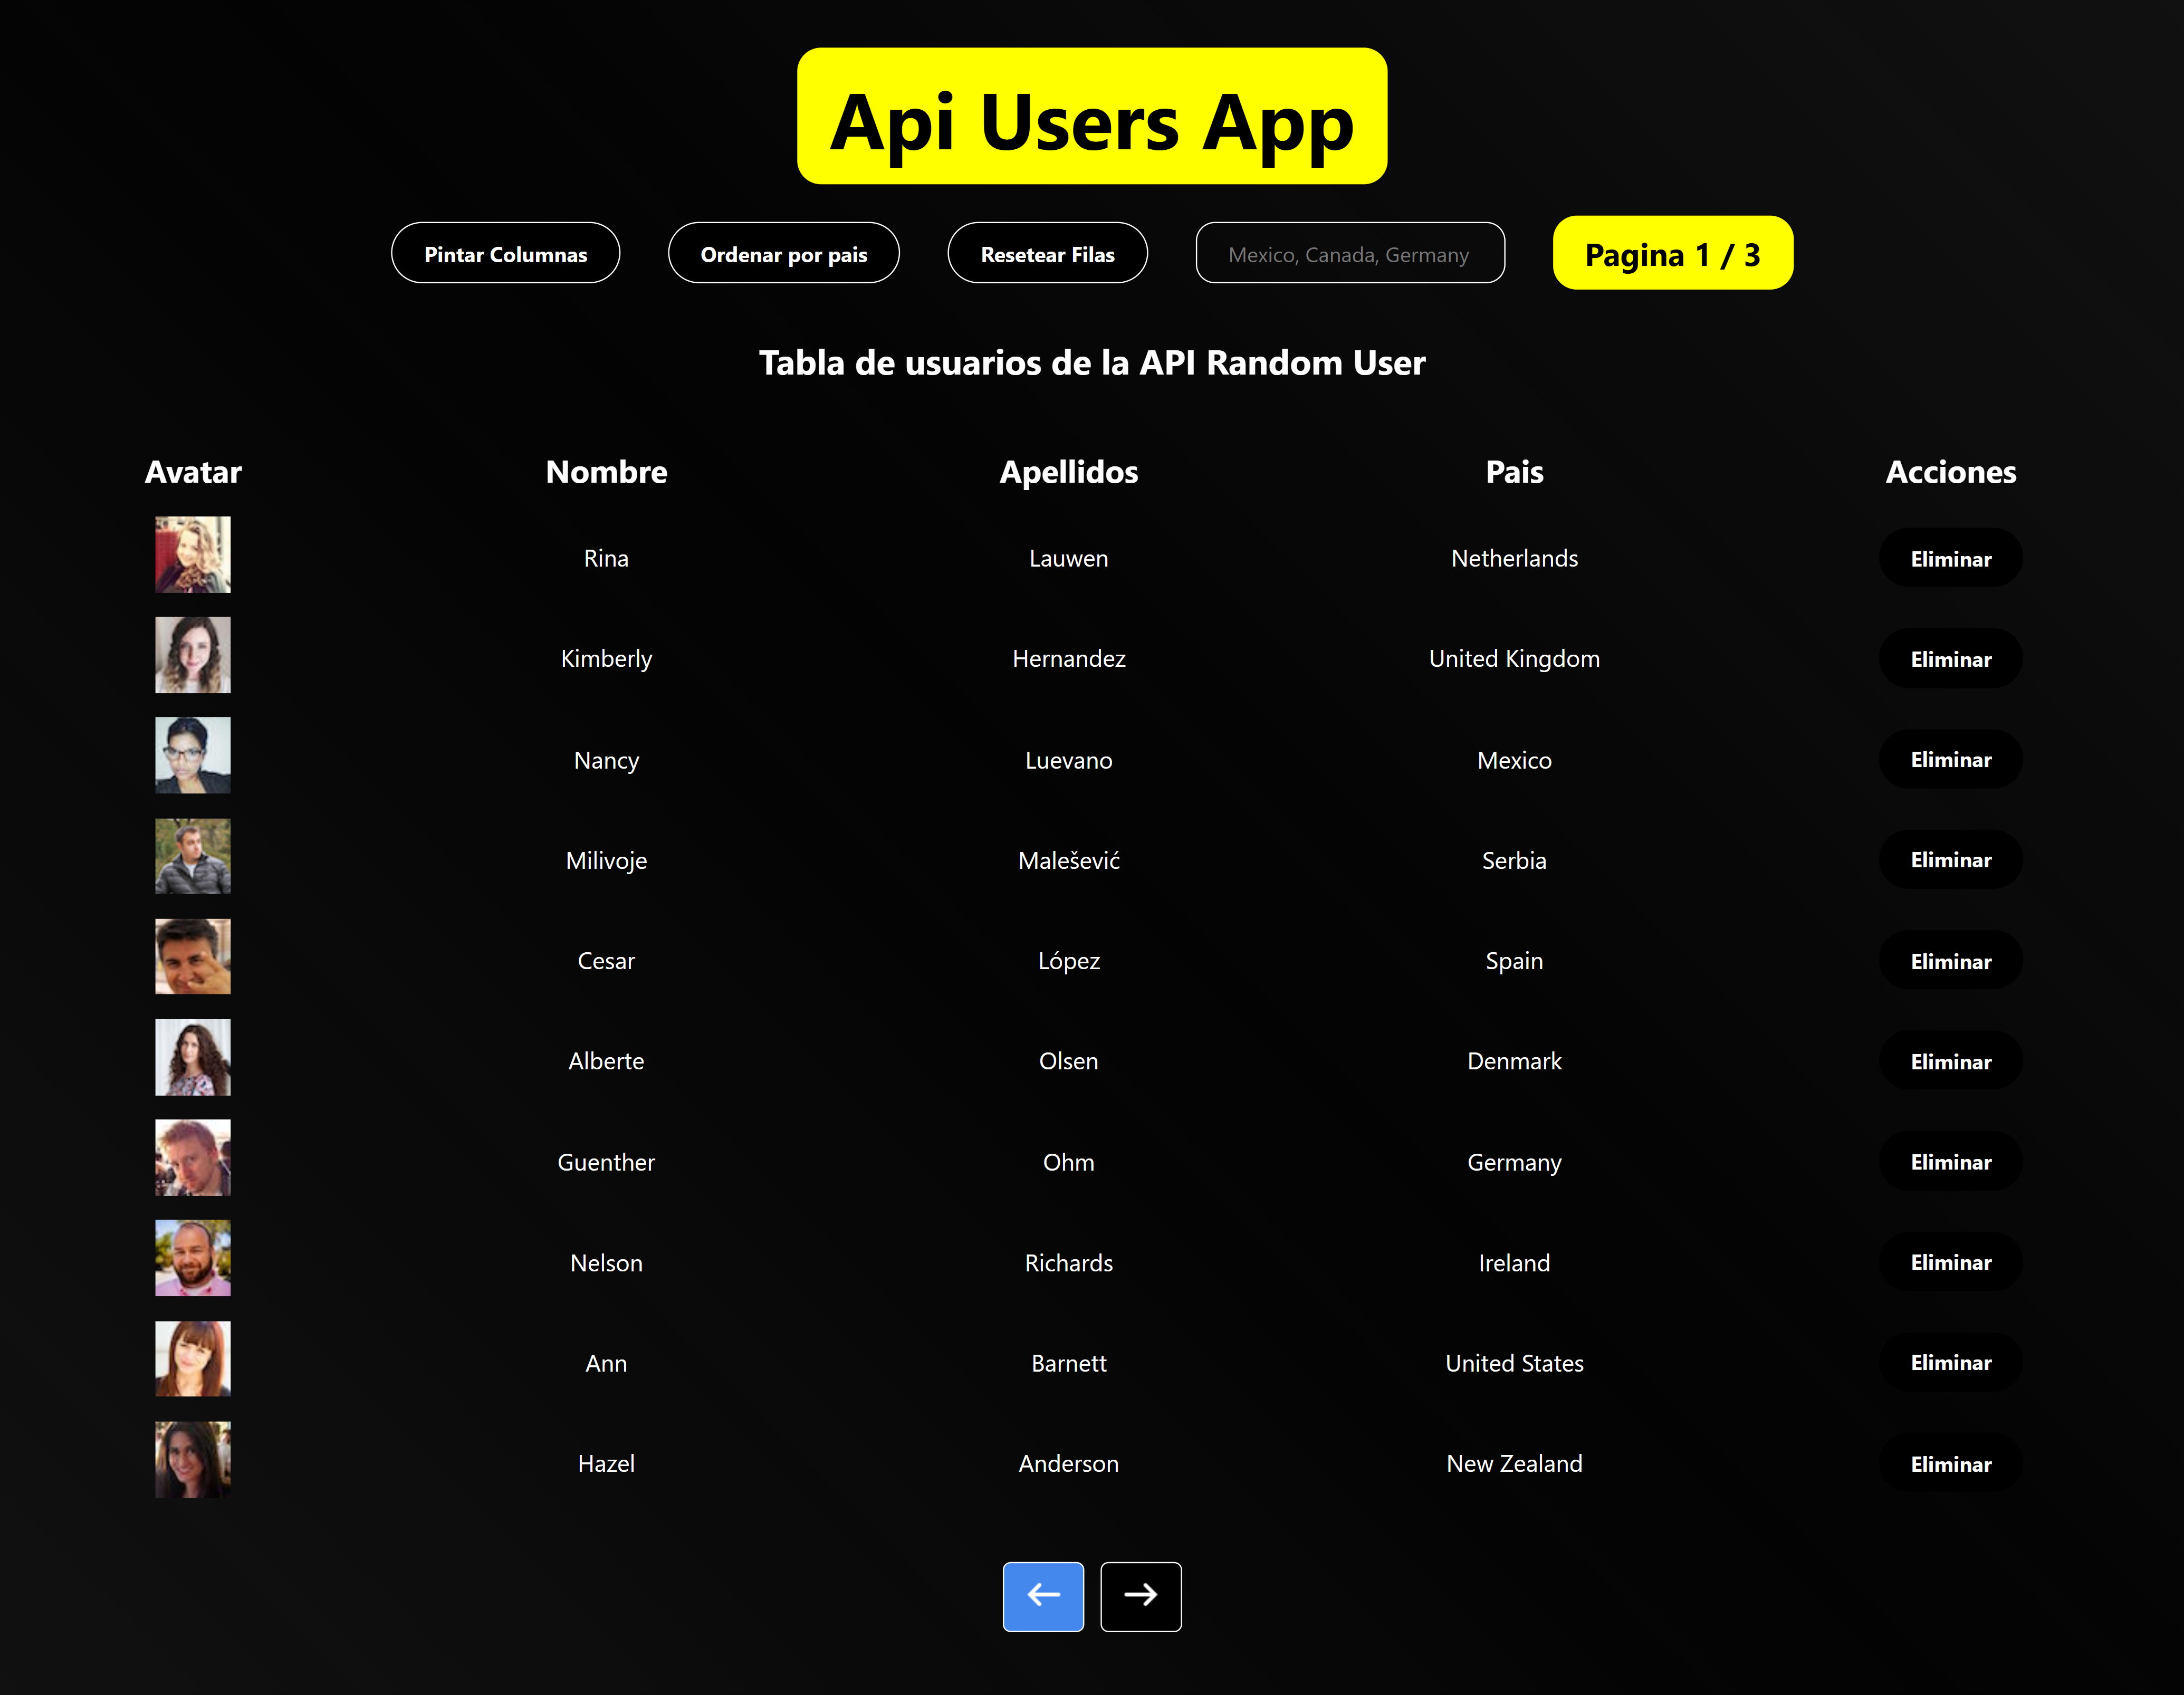 Api Users App
Pintar Columnas Ordenar por pais Resetear Filas Mexico, Canada, Germany Pagina 1 / 3
Tabla de usuarios de la API Random User
Avatar Nombre Apellidos Pais Acciones
Rina Lauwen Netherlands Eliminar
Kimberly Hernandez United Kingdom Eliminar
Nancy Luevano Mexico Eliminar
Milivoje Malešević Serbia Eliminar
Cesar López Spain Eliminar
Alberte Olsen Denmark Eliminar
Guenther Ohm Germany Eliminar
Nelson Richards Ireland Eliminar
Ann Barnett United States Eliminar
Hazel Anderson New Zealand Eliminar